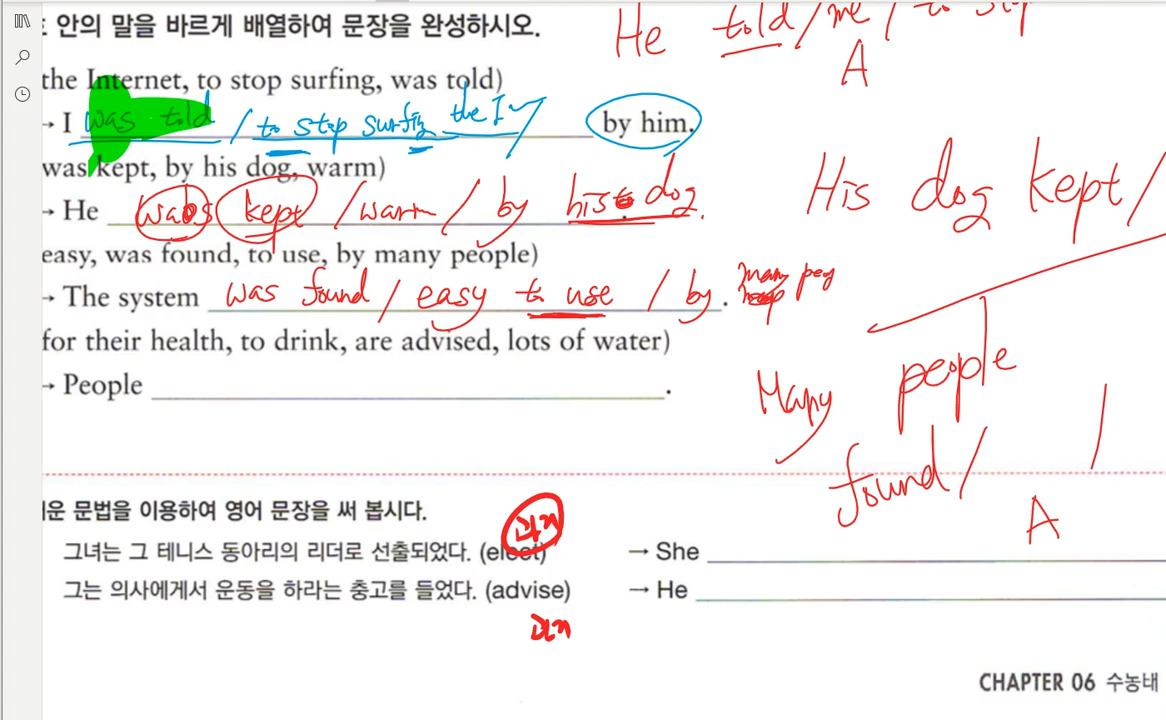 안의 말을 바르게 배열하여 문장을 완성하시오.
He told / me / to
A
the Internet, to stop surfing, was told)
→ I was told / to stop surfing the I by him.
was kept, by his dog, warm)
→ He was kept / warm / by his dog.
His dog kept /
easy, was found, to use, by many people)
→ The system was found / easy to use / by many .
for their health, to drink, are advised, lots of water)
→ People .
Many people
found /
A
운 문법을 이용하여 영어 문장을 써 봅시다.
과거
그녀는 그 테니스 동아리의 리더로 선출되었다. (elect) → She
그는 의사에게서 운동을 하라는 충고를 들었다. (advise) → He
과거
CHAPTER 06 수농태